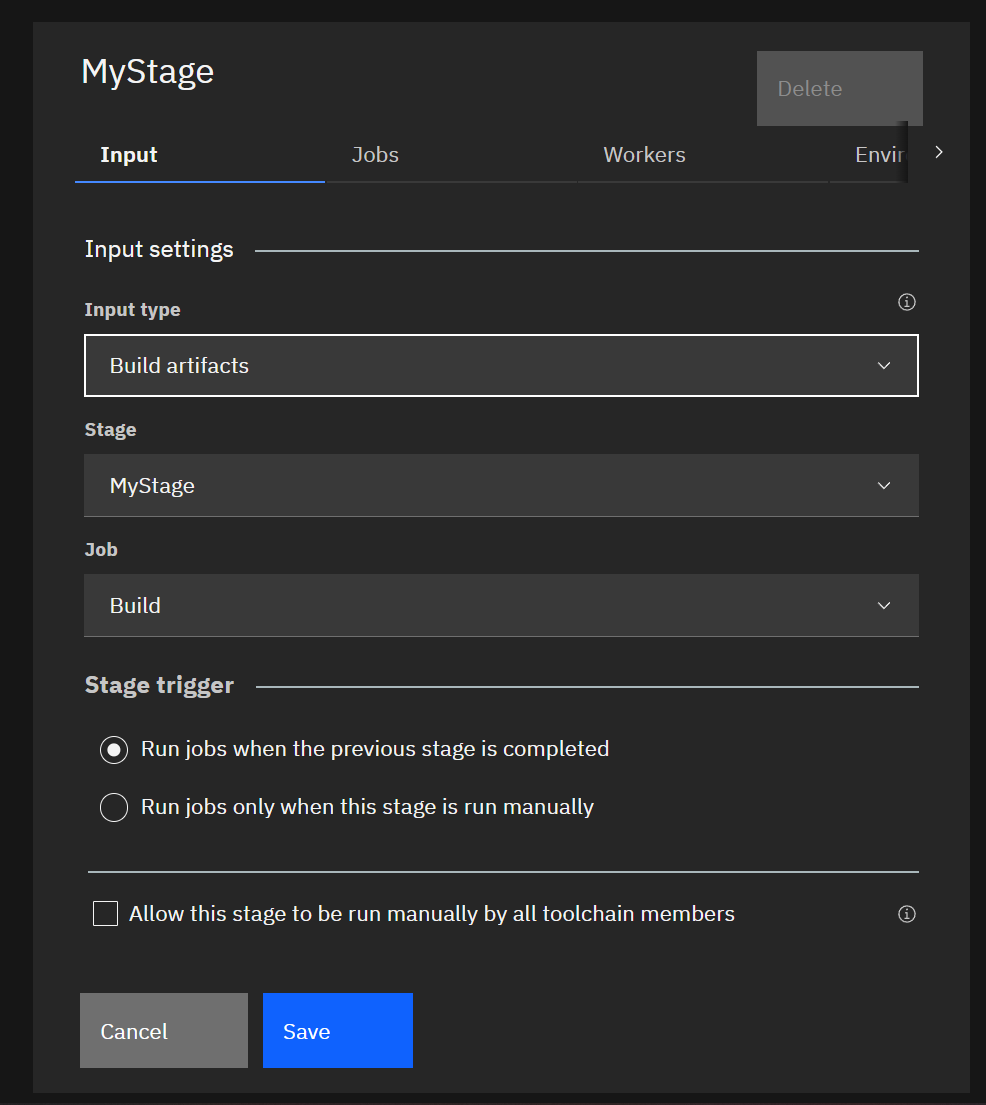 MyStage
Delete
Input Jobs Workers Envir
Input settings
Input type
Build artifacts
Stage
MyStage
Job
Build
Stage trigger
Run jobs when the previous stage is completed
Run jobs only when this stage is run manually
Allow this stage to be run manually by all toolchain members
Cancel Save